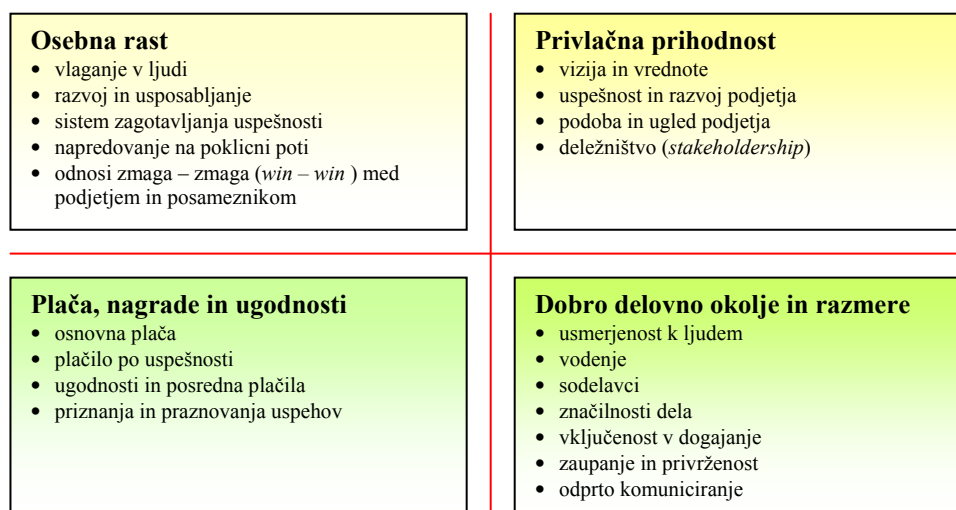 Osebna rast
• vlaganje v ljudi
• razvoj in usposabljanje
• sistem zagotavljanja uspešnosti
• napredovanje na poklicni poti
• odnosi zmaga – zmaga (win – win ) med
podjetjem in posameznikom
Privlačna prihodnost
• vizija in vrednote
• uspešnost in razvoj podjetja
• podoba in ugled podjetja
• deležništvo (stakeholdership)
Plača, nagrade in ugodnosti
• osnovna plača
• plačilo po uspešnosti
• ugodnosti in posredna plačila
• priznanja in praznovanja uspehov
Dobro delovno okolje in razmere
• usmerjenost k ljudem
• vodenje
• sodelavci
• značilnosti dela
• vključenost v dogajanje
• zaupanje in privrženost
• odprto komuniciranje